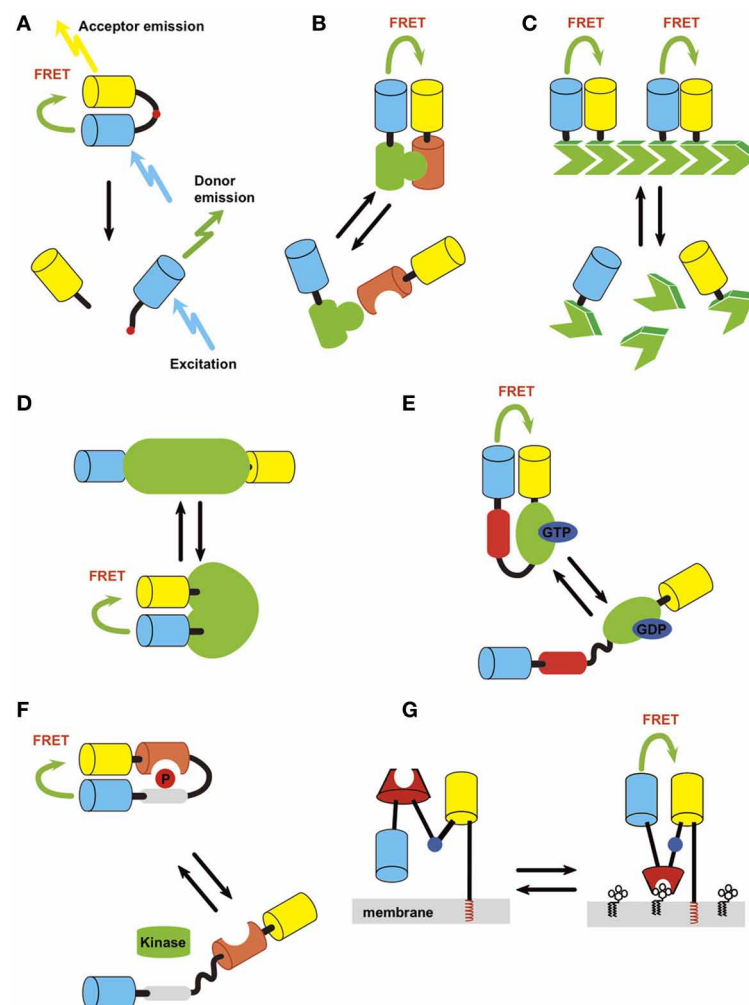 A
Acceptor emission
FRET
Donor
emission
Excitation
B
FRET
C
FRET
FRET
D
FRET
E
FRET
GTP
GDP
F
FRET
P
Kinase
G
FRET
membrane